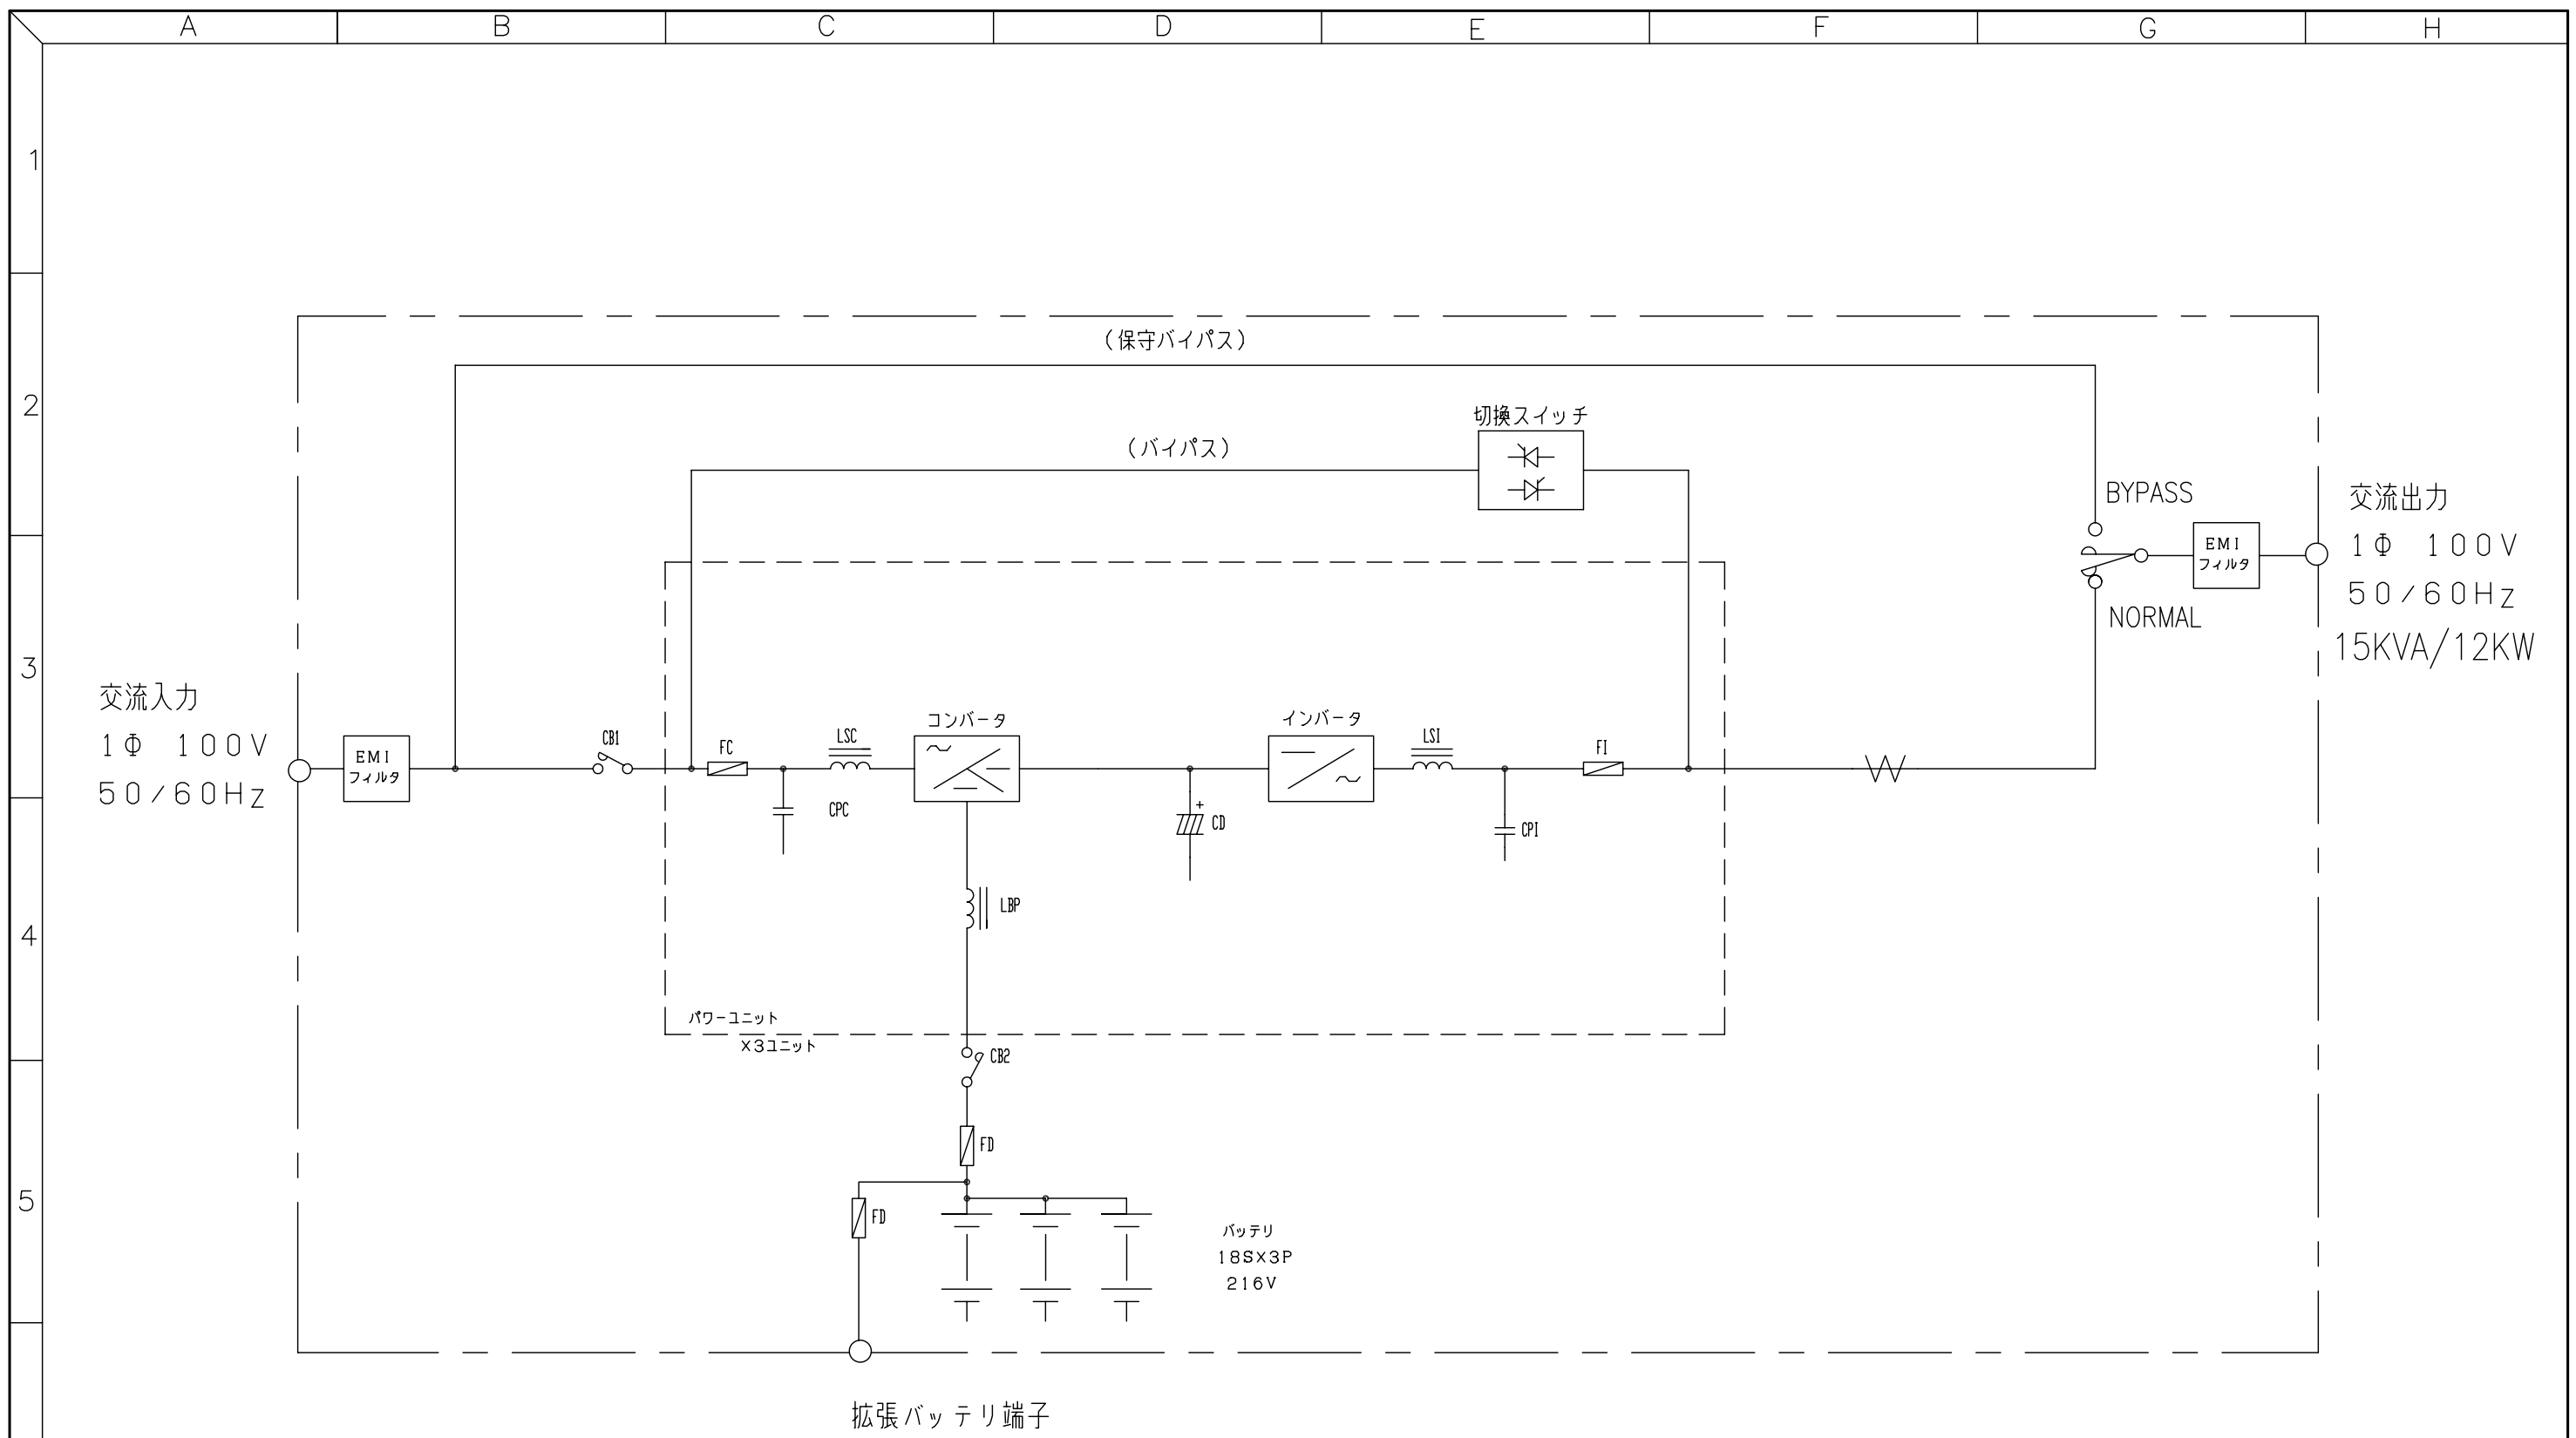 A B C D E F G H
1
2
3
4
5
(保守バイパス)
切換スイッチ
(バイパス)
BYPASS
NORMAL
EMI
フィルタ
交流出力
1Φ 100V
50/60Hz
15KVA/12KW
交流入力
1Φ 100V
50/60Hz
EMI
フィルタ
CB1
FC
LSC
CPC
コンバータ
CD
インバータ
LSI
CPI
FI
LBP
パワーユニット
X3ユニット
CB2
FD
FD
バッテリ
18SX3P
216V
拡張バッテリ端子